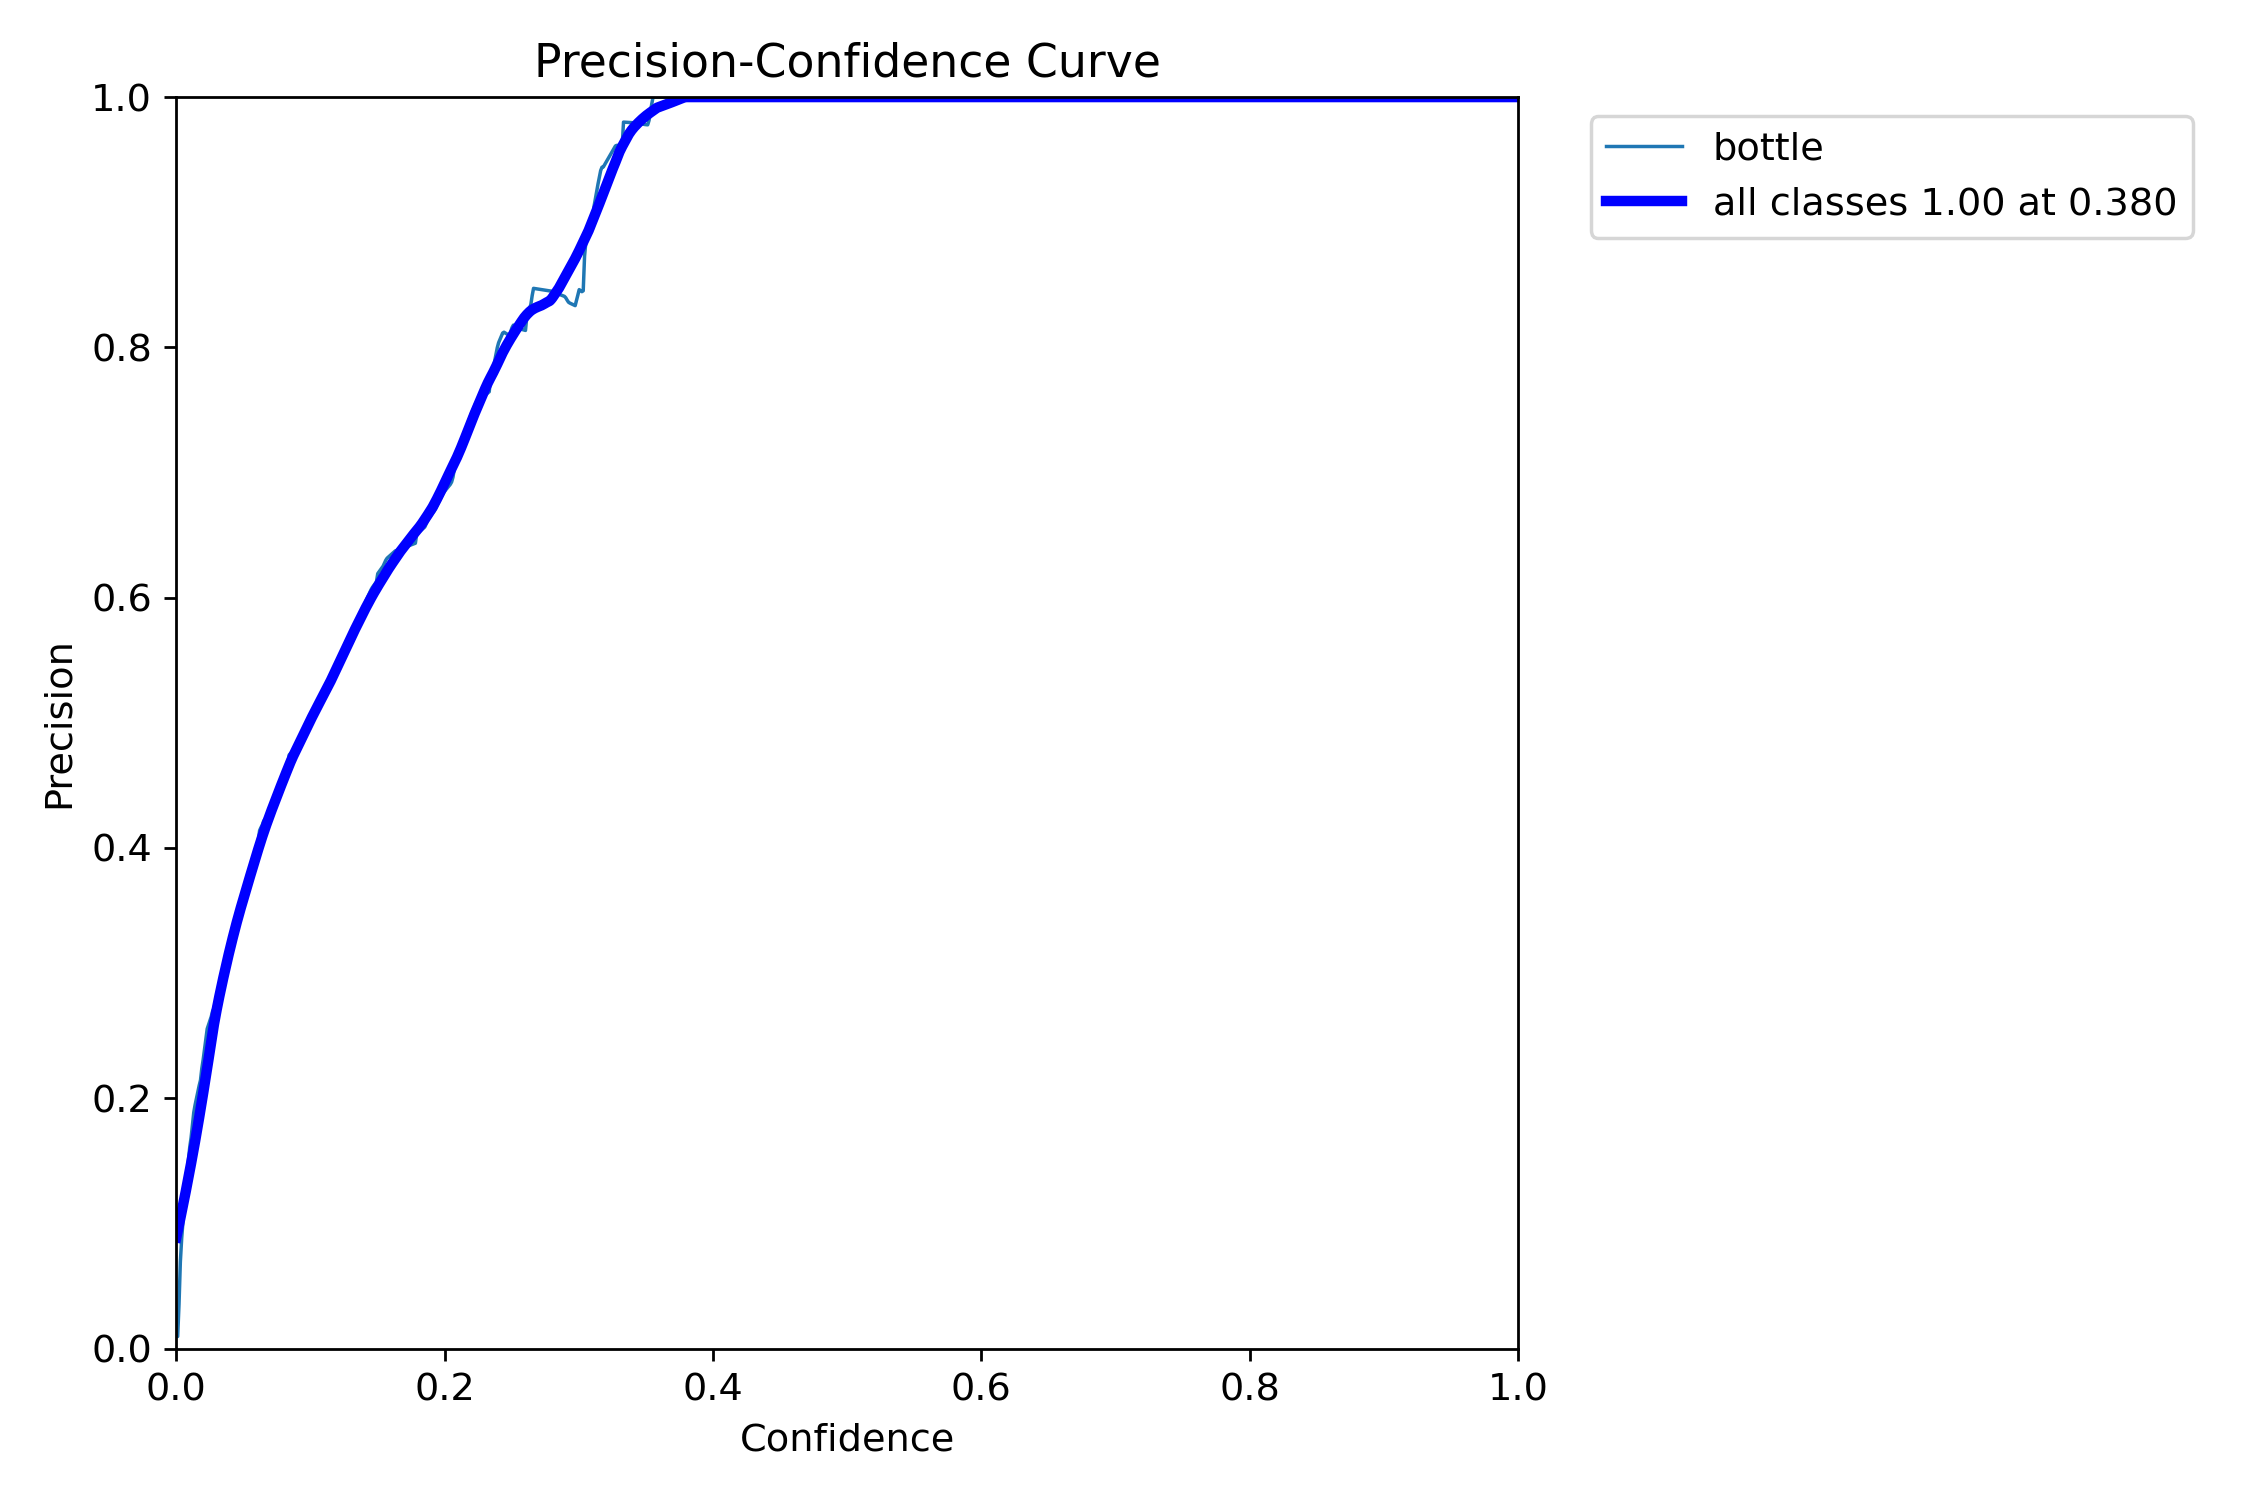 Precision-Confidence Curve
bottle
all classes 1.00 at 0.380
Precision
1.0
0.8
0.6
0.4
0.2
0.0
0.0 0.2 0.4 0.6 0.8 1.0
Confidence